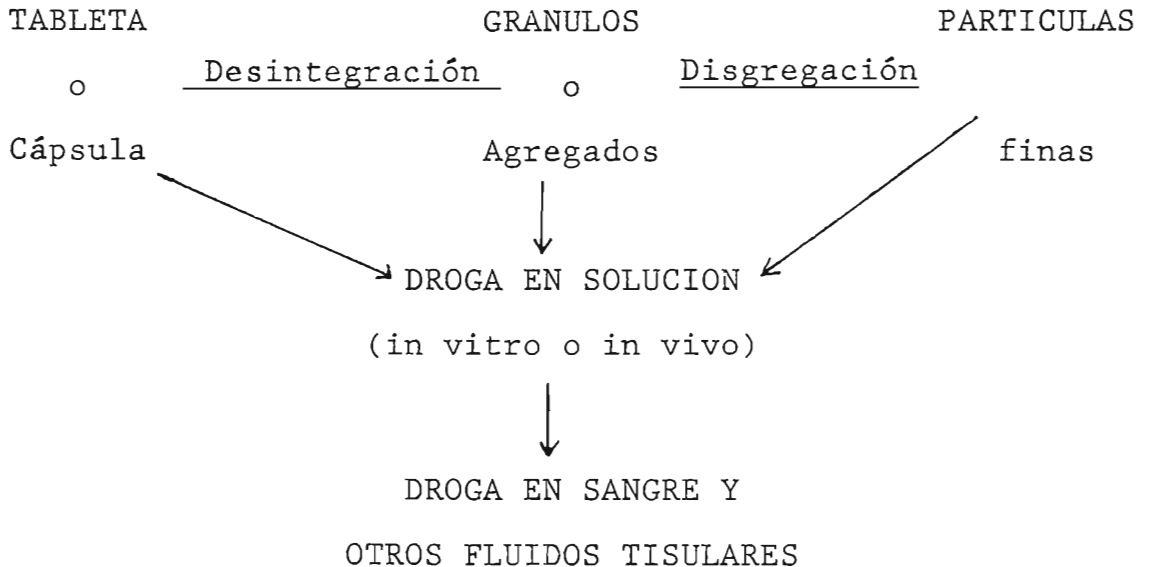 TABLETA GRANULOS PARTICULAS
o Desintegración o Disgregación
Cápsula Agregados finas
DROGA EN SOLUCION
(in vitro o in vivo)
DROGA EN SANGRE Y
OTROS FLUIDOS TISULARES